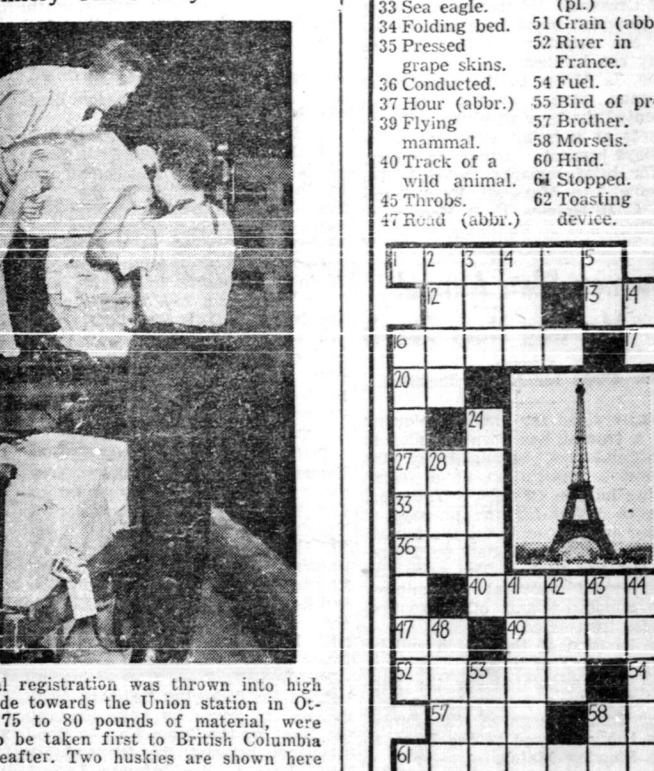 33 Sea eagle.
34 Folding bed.
35 Pressed
grape skins.
36 Conducted.
37 Hour (abbr.)
39 Flying
mammal.
40 Track of a
wild animal.
45 Throbs.
47 Road (abbr.)
(pl.)
51 Grain (abb
52 River in
France.
54 Fuel.
55 Bird of pr
57 Brother.
58 Morsels.
60 Hind.
61 Stopped.
62 Toasting
device.
1 2 3 4 5
12 13 14
16 17
20
24
27 28
33
36
40 41 42 43 44
47 48 49
52 53 54
57 58
61
l registration was thrown into high
de towards the Union station in Ot-
75 to 80 pounds of material, were
o be taken first to British Columbia
eafter. Two huskies are shown here